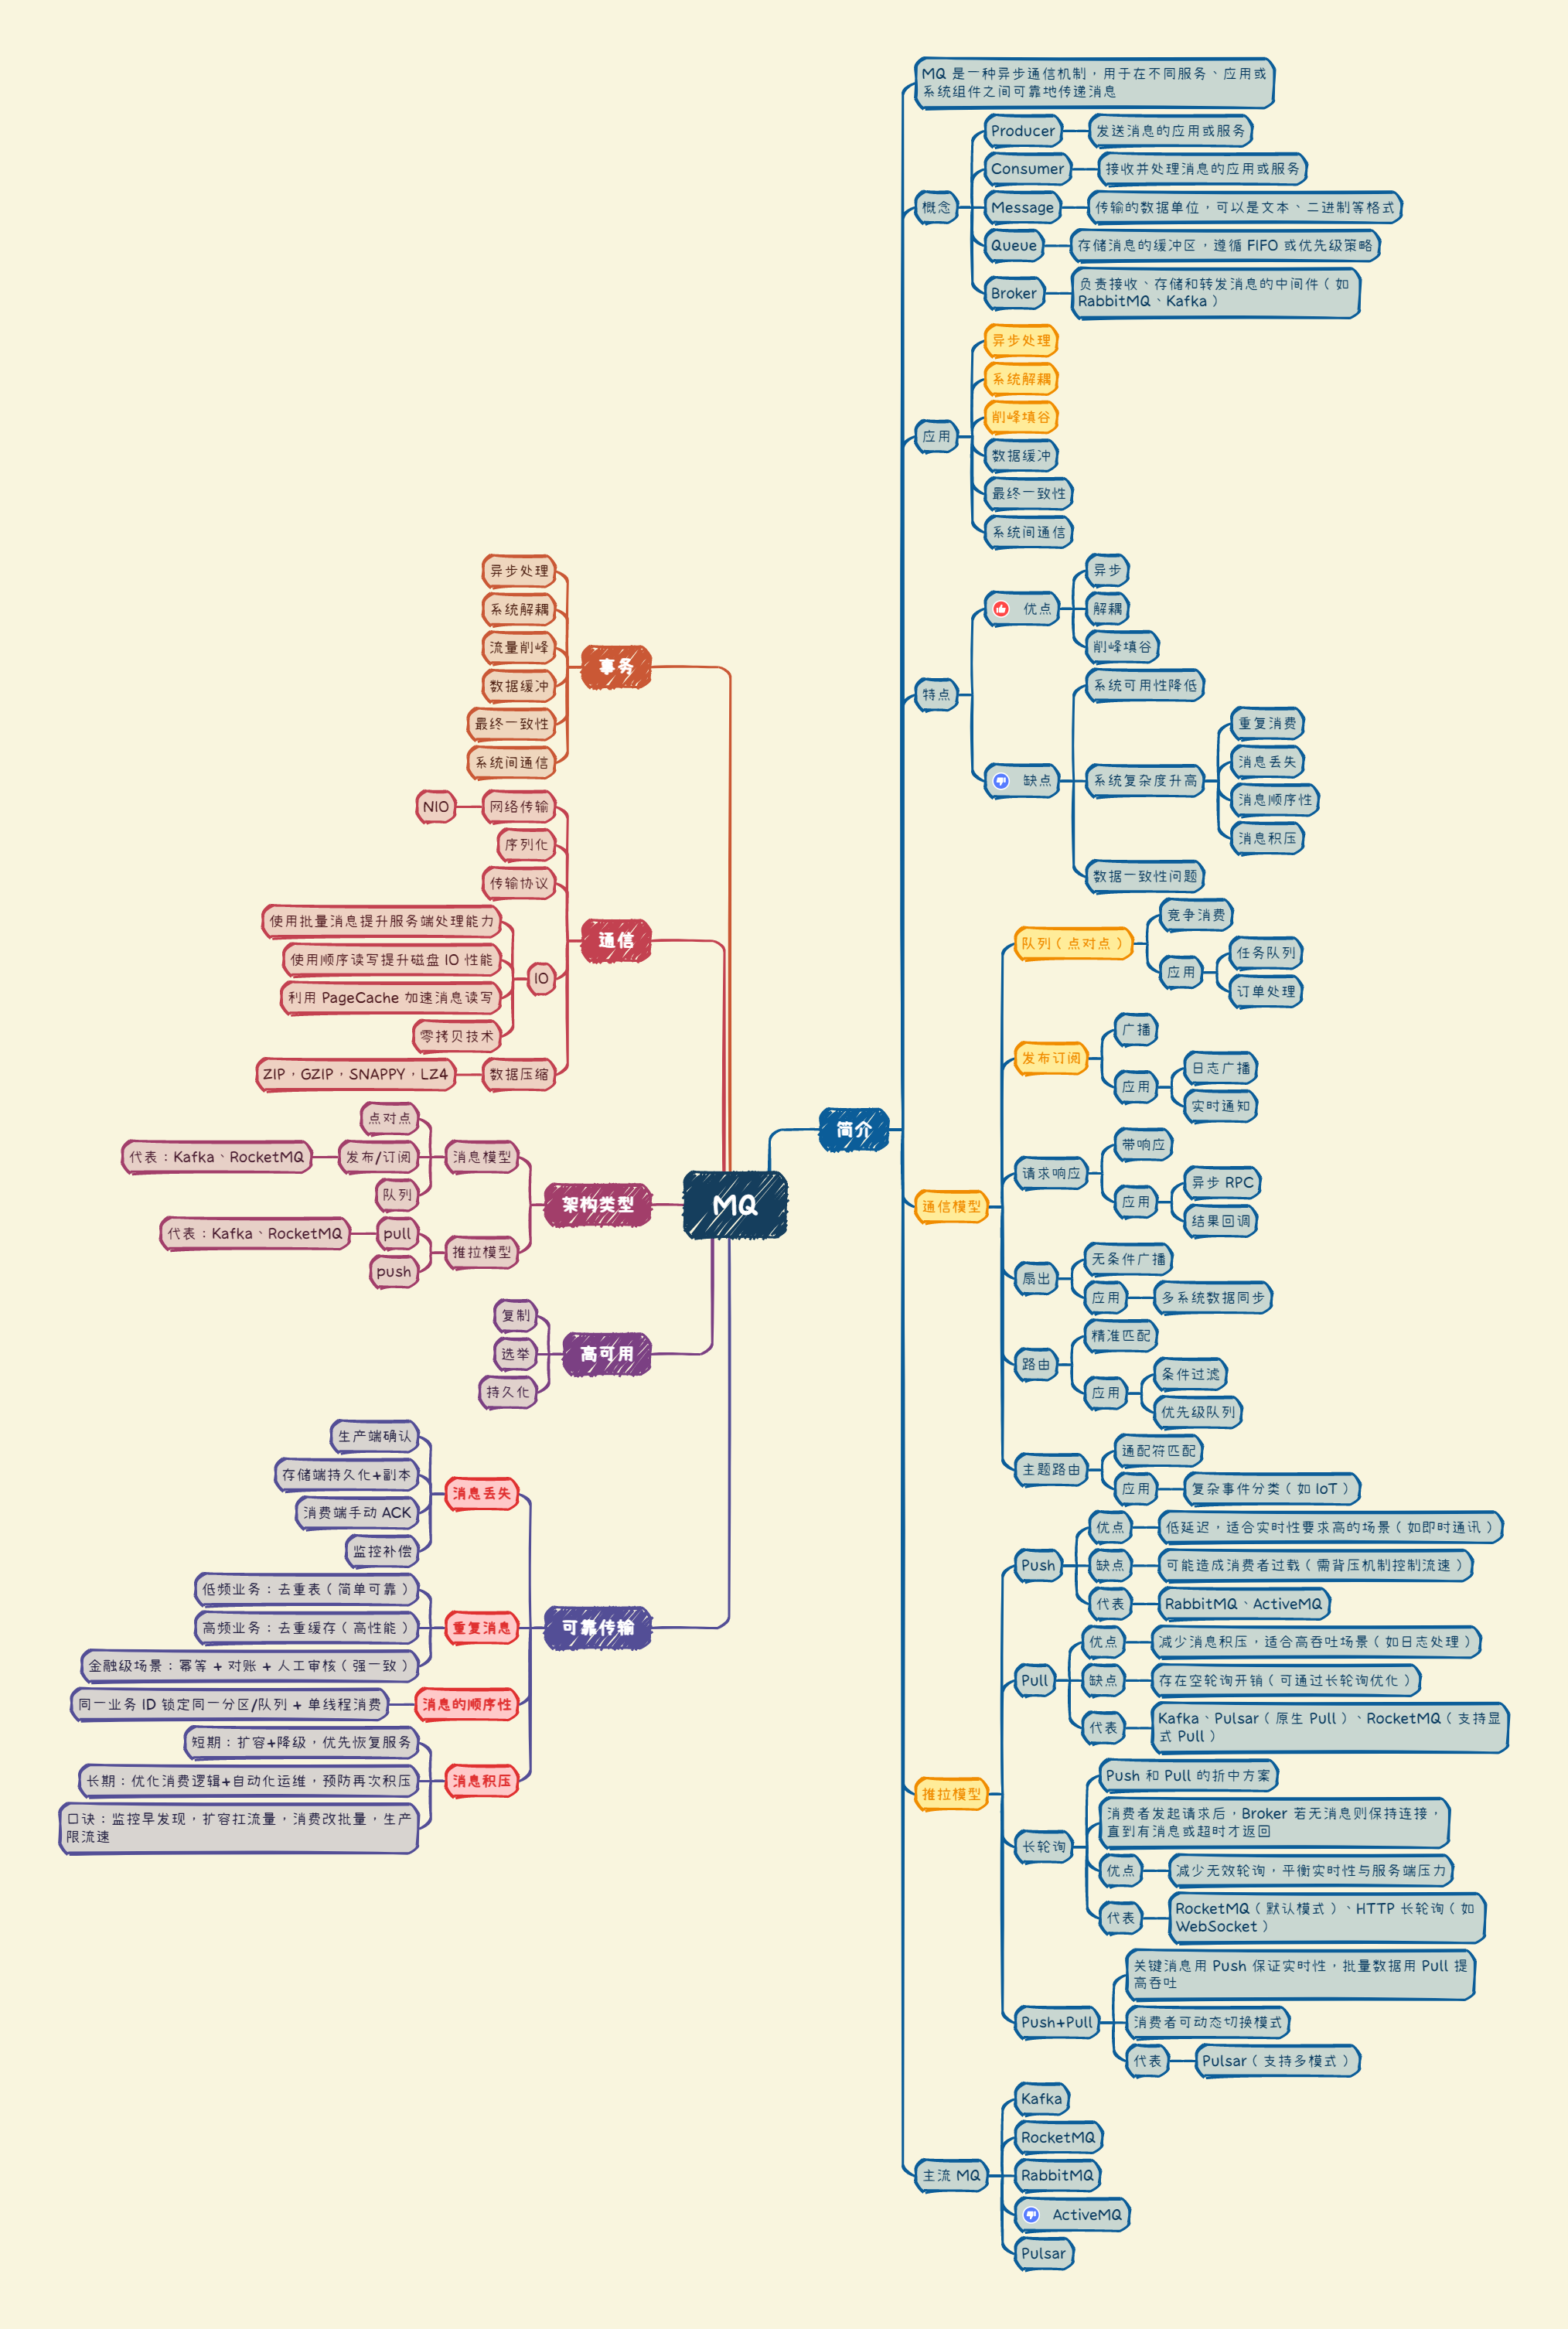 MQ
简介
MQ 是一种异步通信机制，用于在不同服务、应用或
系统组件之间可靠地传递消息
概念
Producer
发送消息的应用或服务
Consumer
接收并处理消息的应用或服务
Message
传输的数据单位，可以是文本、二进制等格式
Queue
存储消息的缓冲区，遵循 FIFO 或优先级策略
Broker
负责接收、存储和转发消息的中间件（如
RabbitMQ、Kafka）
应用
异步处理
系统解耦
削峰填谷
数据缓冲
最终一致性
系统间通信
特点
优点
异步
解耦
削峰填谷
缺点
系统可用性降低
系统复杂度升高
重复消费
消息丢失
消息顺序性
消息积压
数据一致性问题
通信模型
队列（点对点）
竞争消费
应用
任务队列
订单处理
发布订阅
广播
应用
日志广播
实时通知
请求响应
带响应
应用
异步 RPC
结果回调
扇出
无条件广播
应用
多系统数据同步
路由
精准匹配
应用
条件过滤
优先级队列
主题路由
通配符匹配
应用
复杂事件分类（如 IoT）
推拉模型
Push
优点
低延迟，适合实时性要求高的场景（如即时通讯）
缺点
可能造成消费者过载（需背压机制控制流速）
代表
RabbitMQ、ActiveMQ
Pull
优点
减少消息积压，适合高吞吐场景（如日志处理）
缺点
存在空轮询开销（可通过长轮询优化）
代表
Kafka、Pulsar（原生 Pull）、RocketMQ（支持显
式 Pull）
长轮询
Push 和 Pull 的折中方案
消费者发起请求后，Broker 若无消息则保持连接，
直到有消息或超时才返回
优点
减少无效轮询，平衡实时性与服务端压力
代表
RocketMQ（默认模式）、HTTP 长轮询（如
WebSocket）
Push+Pull
关键消息用 Push 保证实时性，批量数据用 Pull 提
高吞吐
消费者可动态切换模式
代表
Pulsar（支持多模式）
主流 MQ
Kafka
RocketMQ
RabbitMQ
ActiveMQ
Pulsar
事务
异步处理
系统解耦
流量削峰
数据缓冲
最终一致性
系统间通信
通信
网络传输
NIO
序列化
传输协议
IO
使用批量消息提升服务端处理能力
使用顺序读写提升磁盘 IO 性能
利用 PageCache 加速消息读写
零拷贝技术
数据压缩
ZIP，GZIP，SNAPPY，LZ4
架构类型
消息模型
点对点
发布/订阅
代表：Kafka、RocketMQ
队列
推拉模型
pull
代表：Kafka、RocketMQ
push
高可用
复制
选举
持久化
可靠传输
消息丢失
生产端确认
存储端持久化+副本
消费端手动 ACK
监控补偿
重复消息
低频业务：去重表（简单可靠）
高频业务：去重缓存（高性能）
金融级场景：幂等 + 对账 + 人工审核（强一致）
消息的顺序性
同一业务 ID 锁定同一分区/队列 + 单线程消费
消息积压
短期：扩容+降级，优先恢复服务
长期：优化消费逻辑+自动化运维，预防再次积压
口诀：监控早发现，扩容扛流量，消费改批量，生产
限流速